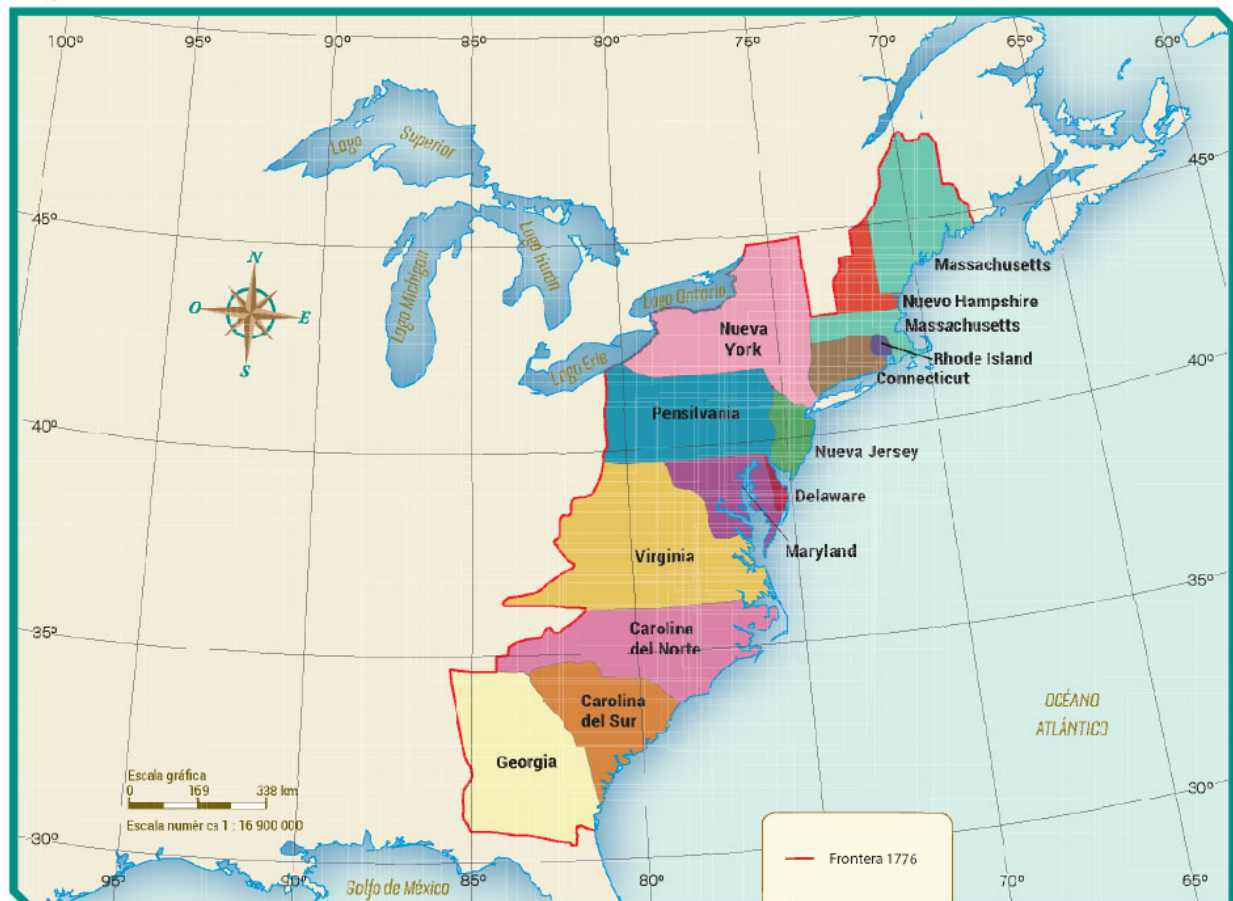 100º
95º
90º
85º
80º
75º
70º
65º
60º
45º
40º
35º
30º
45º
40º
35º
30º
95º
90º
85º
80º
70º
65º
Lago Superior
Lago Michigan
Lago Huron
Lago Ontario
Lago Erie
N
O
E
S
Massachusetts
Nuevo Hampshire
Massachusetts
Rhode Island
Connecticut
Nueva
York
Pensilvania
Nueva Jersey
Delaware
Maryland
Virginia
Carolina
del Norte
Carolina
del Sur
Georgia
OCÉANO
ATLÁNTICO
Golfo de México
Escala gráfica
0 169 338 km
Escala numér ca 1 : 16 900 000
Frontera 1776